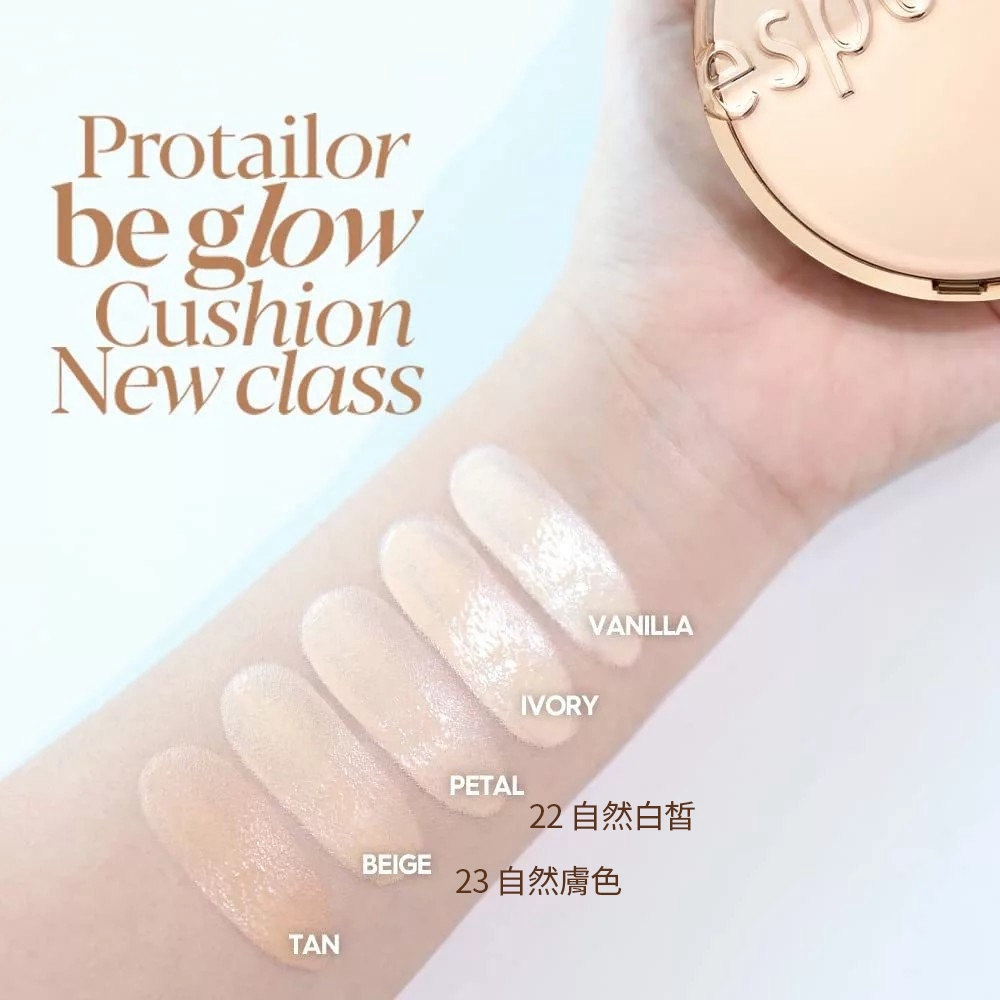 Protailor
be glow
Cushion
New class
VANILLA
IVORY
PETAL
22 自然白皙
BEIGE
23 自然膚色
TAN